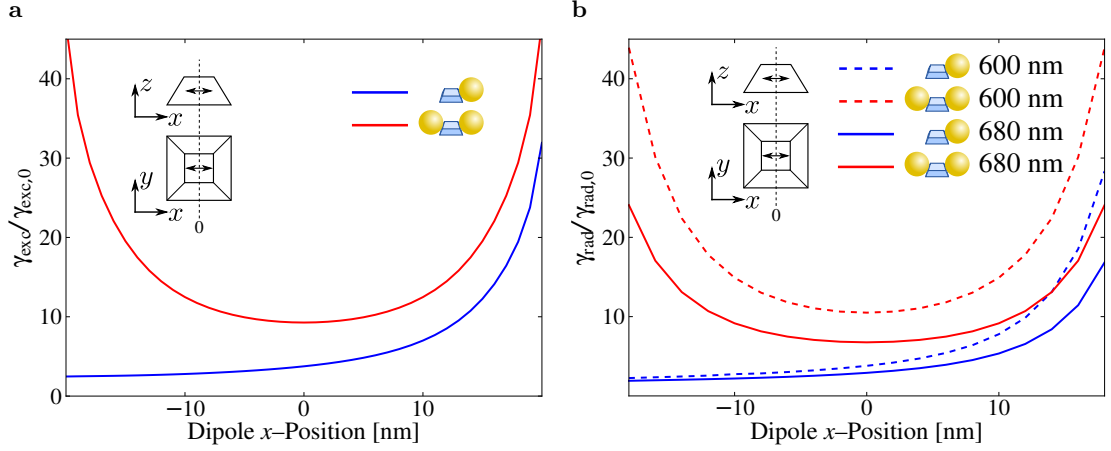 a
γexc/γexc,0
40
30
20
10
0
z
x
y
x
0
−10
0
10
Dipole x–Position [nm]
b
γrad/γrad,0
40
30
20
10
z
x
y
x
0
600 nm
600 nm
680 nm
680 nm
−10
0
10
Dipole x–Position [nm]